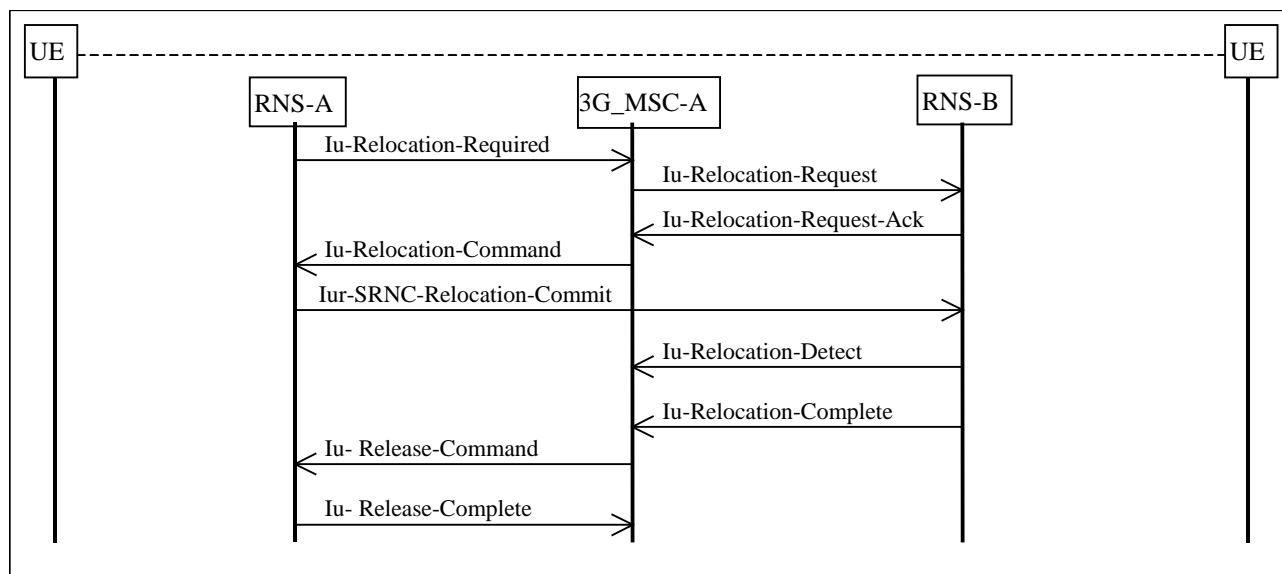 UE
UE
RNS-A
3G_MSC-A
RNS-B
Iu-Relocation-Required
Iu-Relocation-Request
Iu-Relocation-Request-Ack
Iu-Relocation-Command
Iur-SRNC-Relocation-Commit
Iu-Relocation-Detect
Iu-Relocation-Complete
Iu- Release-Command
Iu- Release-Complete